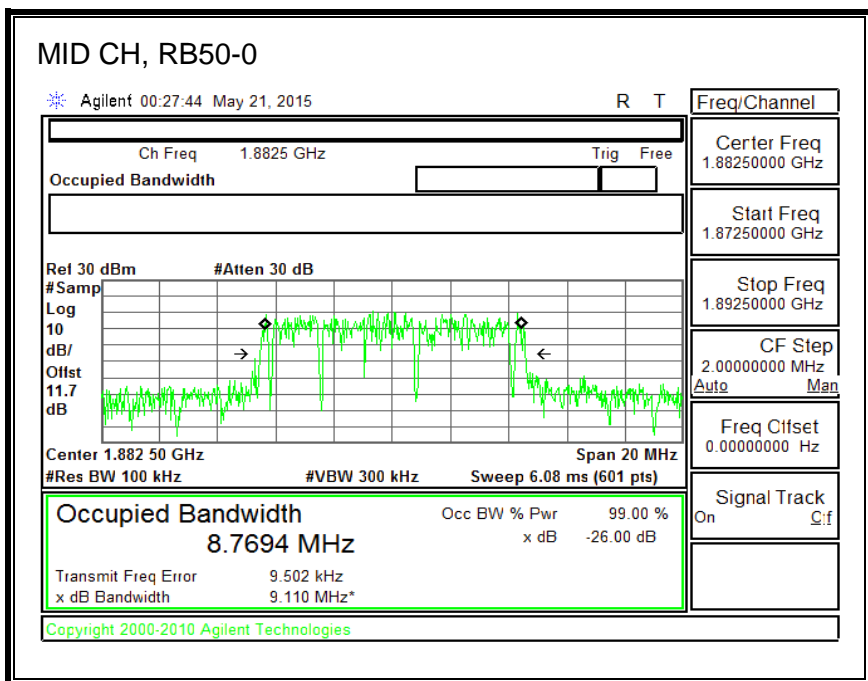 MID CH, RB50-0
Agilent 00:27:44 May 21, 2015 R T
Freq/Channel
Ch Freq 1.8825 GHz Trig Free
Occupied Bandwidth
Center Freq
1.88250000 GHz
Start Freq
1.87250000 GHz
Stop Freq
1.89250000 GHz
CF Step
2.00000000 MHz
Auto Man
Freq Offset
0.00000000 Hz
Signal Track
On Off
Ref 30 dBm #Atten 30 dB
#Samp
Log
10
dB/
Offst
11.7
dB
Center 1.882 50 GHz Span 20 MHz
#Res BW 100 kHz #VBW 300 kHz Sweep 6.08 ms (601 pts)
Occupied Bandwidth
8.7694 MHz
Occ BW % Pwr 99.00 %
x dB -26.00 dB
Transmit Freq Error 9.502 kHz
x dB Bandwidth 9.110 MHz*
Copyright 2000-2010 Agilent Technologies